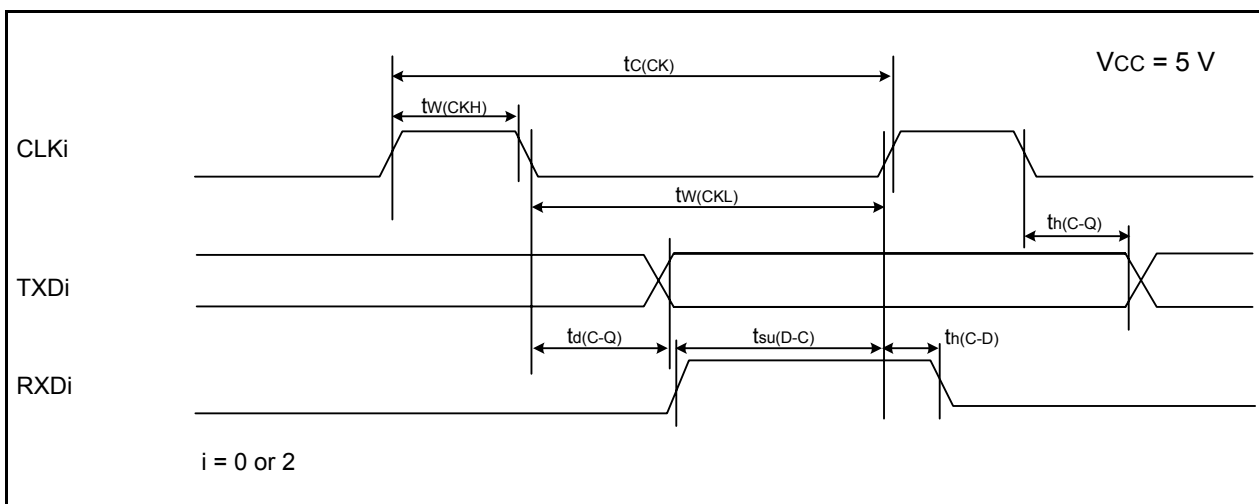 VCC = 5 V
tC(CK)
tW(CKH)
CLKi
tW(CKL)
th(C-Q)
TXDi
td(C-Q)
tsu(D-C)
th(C-D)
RXDi
i = 0 or 2